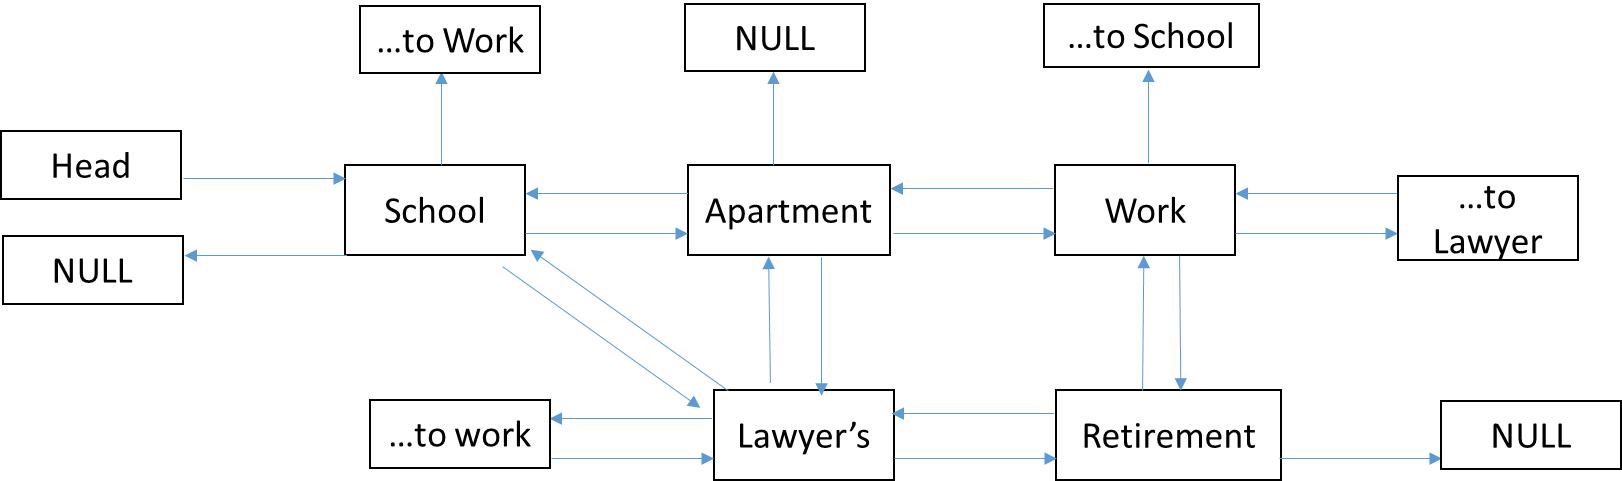 …to Work
NULL
…to School
Head
School
Apartment
Work
…to
Lawyer
NULL
…to work
Lawyer’s
Retirement
NULL